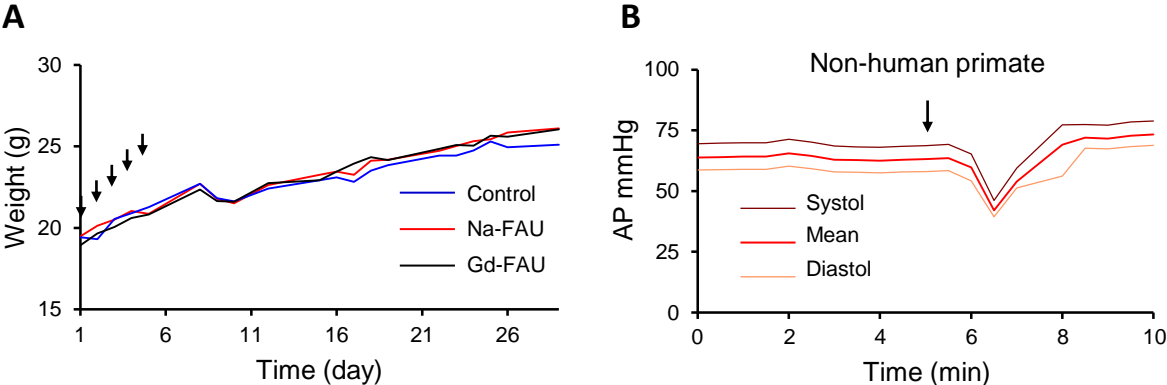 A
Weight (g)
30
25
20
15
1 6 11 16 21 26
Time (day)
Control
Na-FAU
Gd-FAU
B
Non-human primate
AP mmHg
100
75
50
25
0
0 2 4 6 8 10
Time (min)
Systol
Mean
Diastol